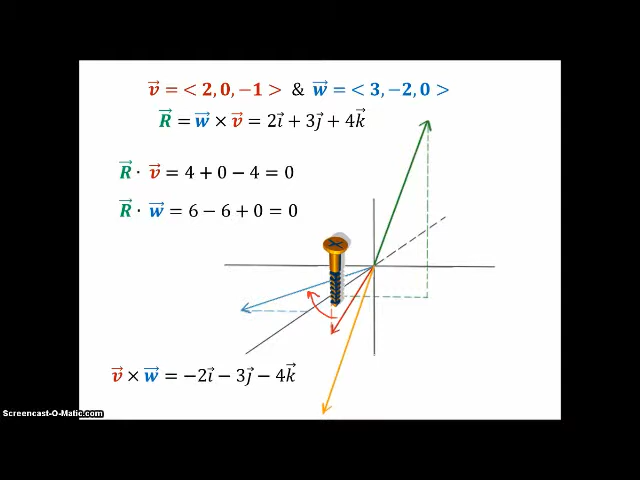 v⃗ = < 2, 0, −1 > & w⃗ = < 3, −2, 0 >
R⃗ = w⃗ × v⃗ = 2i⃗ + 3j⃗ + 4k⃗
R⃗ · v⃗ = 4 + 0 − 4 = 0
R⃗ · w⃗ = 6 − 6 + 0 = 0
v⃗ × w⃗ = −2i⃗ − 3j⃗ − 4k⃗
Screencast-O-Matic.com